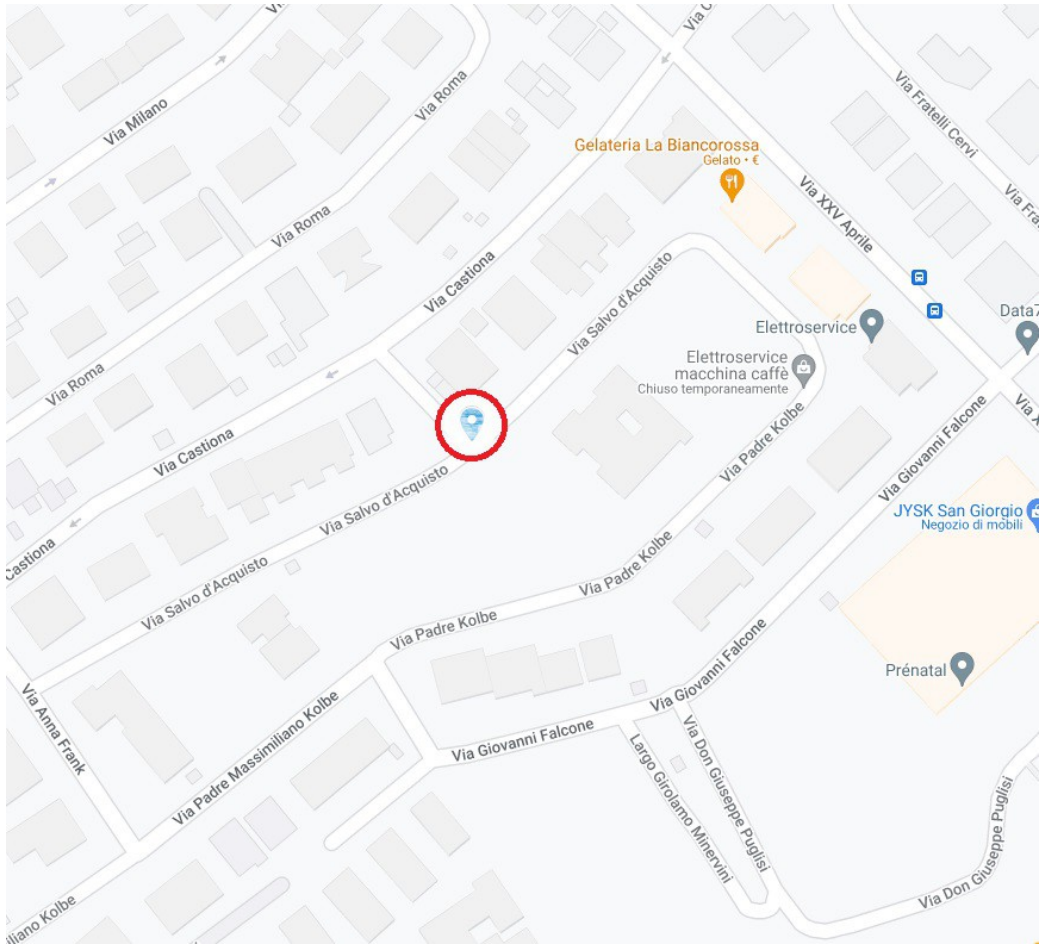 Via C
Via Milano
Via Roma
Via Fratelli Cervi
Gelateria La Biancorossa
Gelato • €
Via Fra
Via Roma
Via XXV Aprile
Via Castiona
Via Salvo d'Acquisto
Elettroservice
Data7
Elettroservice
macchina caffè
Chiuso temporaneamente
Via Roma
Via X
Via Castiona
Via Padre Kolbe
Via Giovanni Falcone
Via Salvo d'Acquisto
JYSK San Giorgio
Negozio di mobili
Castiona
Via Salvo d'Acquisto
Via Padre Kolbe
Via Padre Kolbe
Via Giovanni Falcone
Prénatal
Via Anna Frank
Via Padre Massimiliano Kolbe
Via Giovanni Falcone
Largo Girolamo Minervini
Via Don Giuseppe Puglisi
Via Don Giuseppe Puglisi
iliano Kolbe